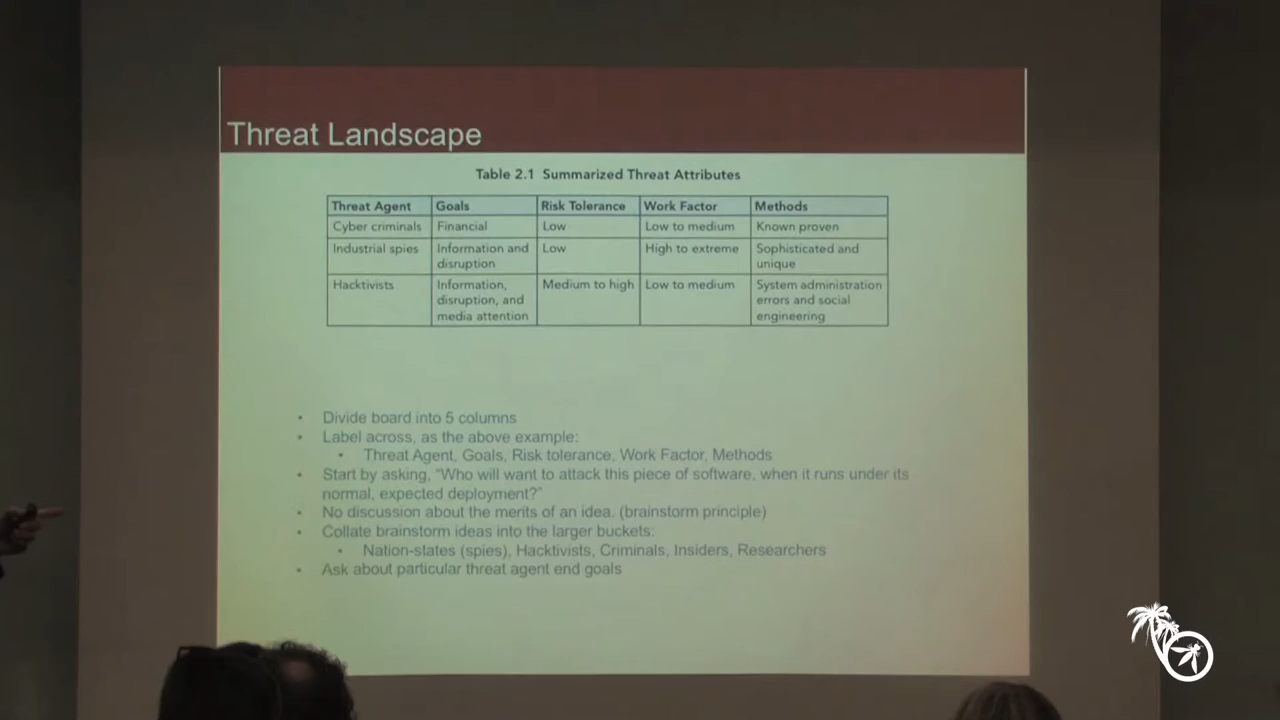 Threat Landscape
Table 2.1 Summarized Threat Attributes
Threat Agent Goals Risk Tolerance Work Factor Methods
Cyber criminals Financial Low Low to medium Known proven
Industrial spies Information and disruption Low High to extreme Sophisticated and unique
Hacktivists Information, disruption, and media attention Medium to high Low to medium System administration errors and social engineering
• Divide board into 5 columns
• Label across, as the above example:
• Threat Agent, Goals, Risk tolerance, Work Factor, Methods
• Start by asking, “Who will want to attack this piece of software, when it runs under its
normal, expected deployment?”
• No discussion about the merits of an idea. (brainstorm principle)
• Collate brainstorm ideas into the larger buckets:
• Nation-states (spies), Hacktivists, Criminals, Insiders, Researchers
• Ask about particular threat agent end goals